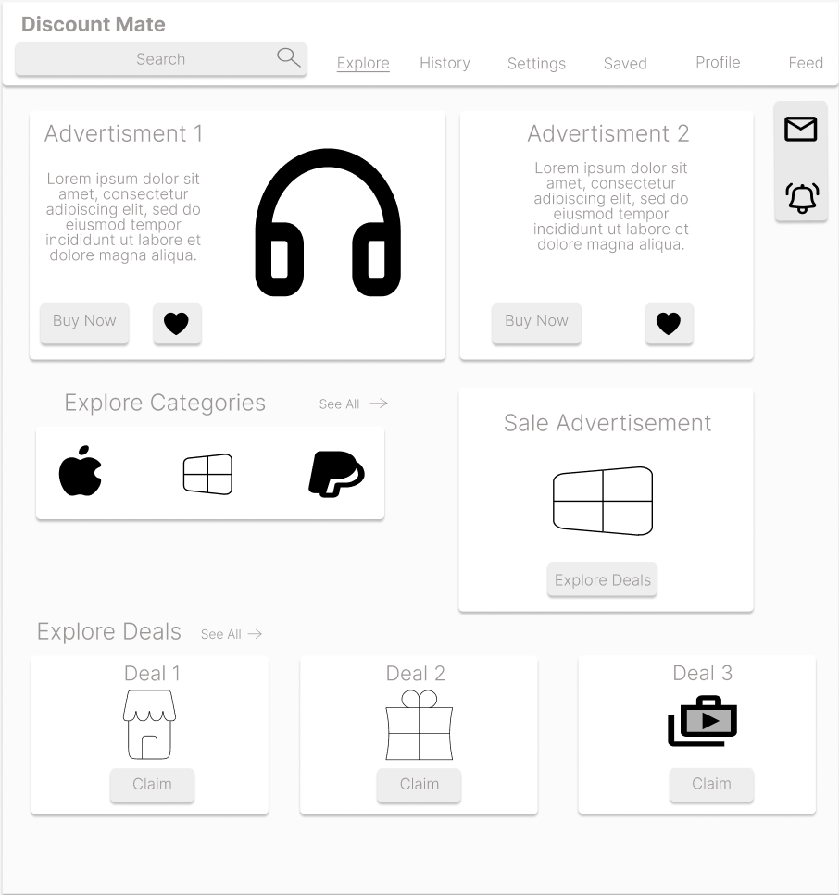 Discount Mate
Search
Explore
History
Settings
Saved
Profile
Feed
Advertisment 1
Lorem ipsum dolor sit
amet, consectetur
adipiscing elit, sed do
eiusmod tempor
incididunt ut labore et
dolore magna aliqua.
Buy Now
Advertisment 2
Lorem ipsum dolor sit
amet, consectetur
adipiscing elit, sed do
eiusmod tempor
incididunt ut labore et
dolore magna aliqua.
Buy Now
Explore Categories
See All
Sale Advertisement
Explore Deals
Explore Deals
See All
Deal 1
Claim
Deal 2
Claim
Deal 3
Claim